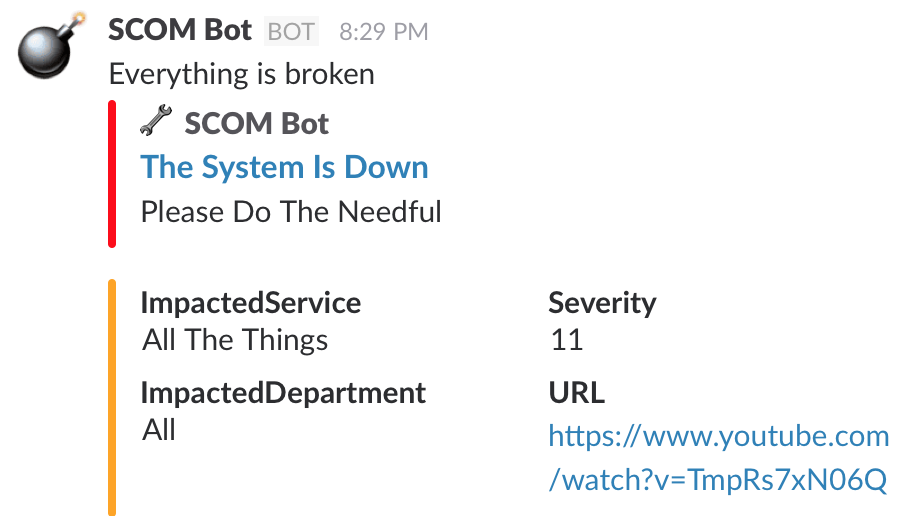 SCOM Bot BOT 8:29 PM
Everything is broken
SCOM Bot
The System Is Down
Please Do The Needful
ImpactedService
All The Things
Severity
11
ImpactedDepartment
All
URL
https://www.youtube.com
/watch?v=TmpRs7xN06Q